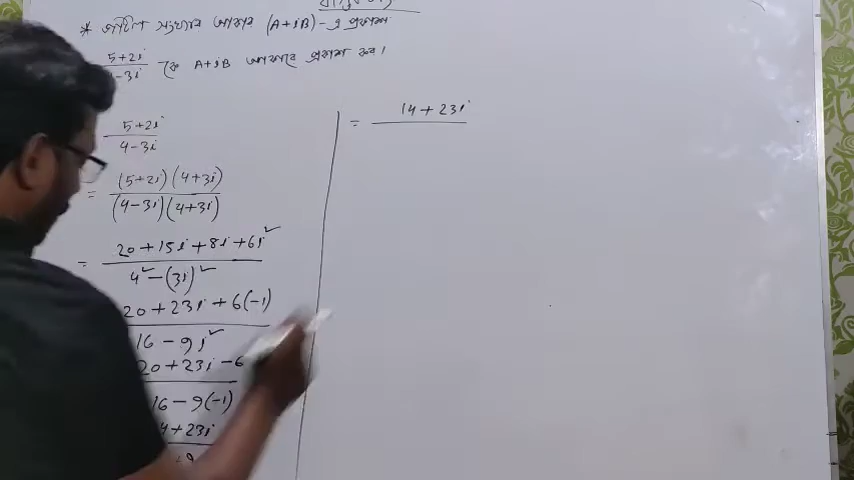 * জটিল সংখ্যার আকার (A+iB)-এ প্রকাশ
5+2i
4-3i কে A+iB আকারে প্রকাশ কর।
5+2i
4-3i
= (5+2i)(4+3i)
(4-3i)(4+3i)
= 20+15i+8i+6i²
4²-(3i)²
20+23i+6(-1)
16-9i²
20+23i-6
16-9(-1)
4+23i
+9
= 14+23i